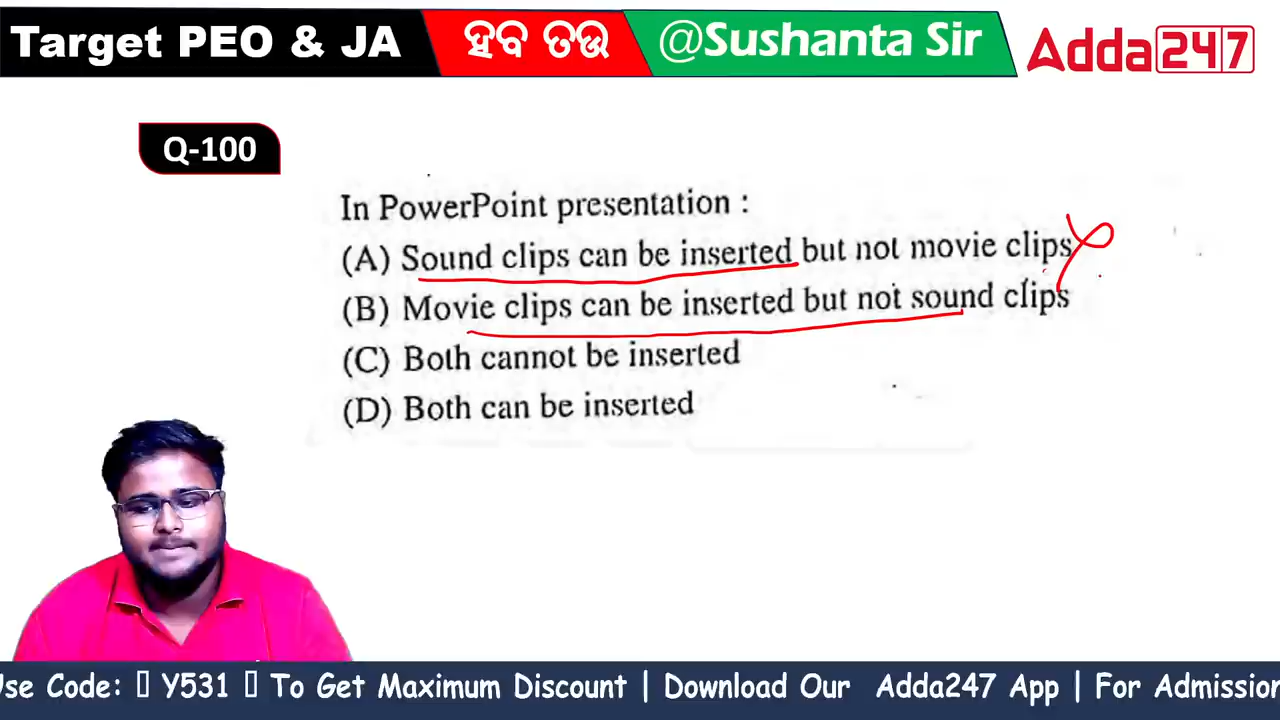 Target PEO & JA ହବ ତଉ @Sushanta Sir Adda247
Q-100
In PowerPoint presentation :
(A) Sound clips can be inserted but not movie clips
(B) Movie clips can be inserted but not sound clips
(C) Both cannot be inserted
(D) Both can be inserted
Use Code: Y531 To Get Maximum Discount | Download Our Adda247 App | For Admission